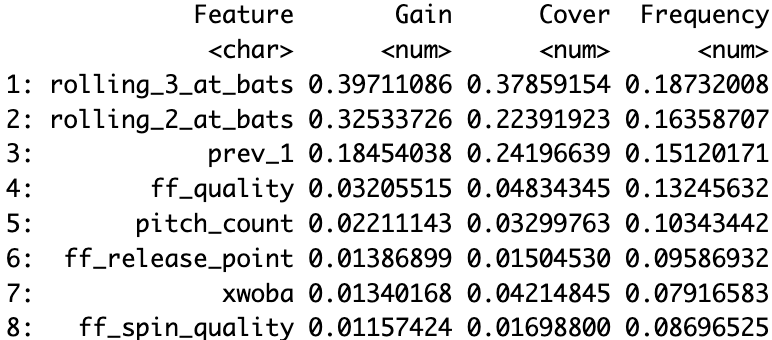 Feature Gain Cover Frequency
<char> <num> <num> <num>
1: rolling_3_at_bats 0.39711086 0.37859154 0.18732008
2: rolling_2_at_bats 0.32533726 0.22391923 0.16358707
3: prev_1 0.18454038 0.24196639 0.15120171
4: ff_quality 0.03205515 0.04834345 0.13245632
5: pitch_count 0.02211143 0.03299763 0.10343442
6: ff_release_point 0.01386899 0.01504530 0.09586932
7: xwoba 0.01340168 0.04214845 0.07916583
8: ff_spin_quality 0.01157424 0.01698800 0.08696525